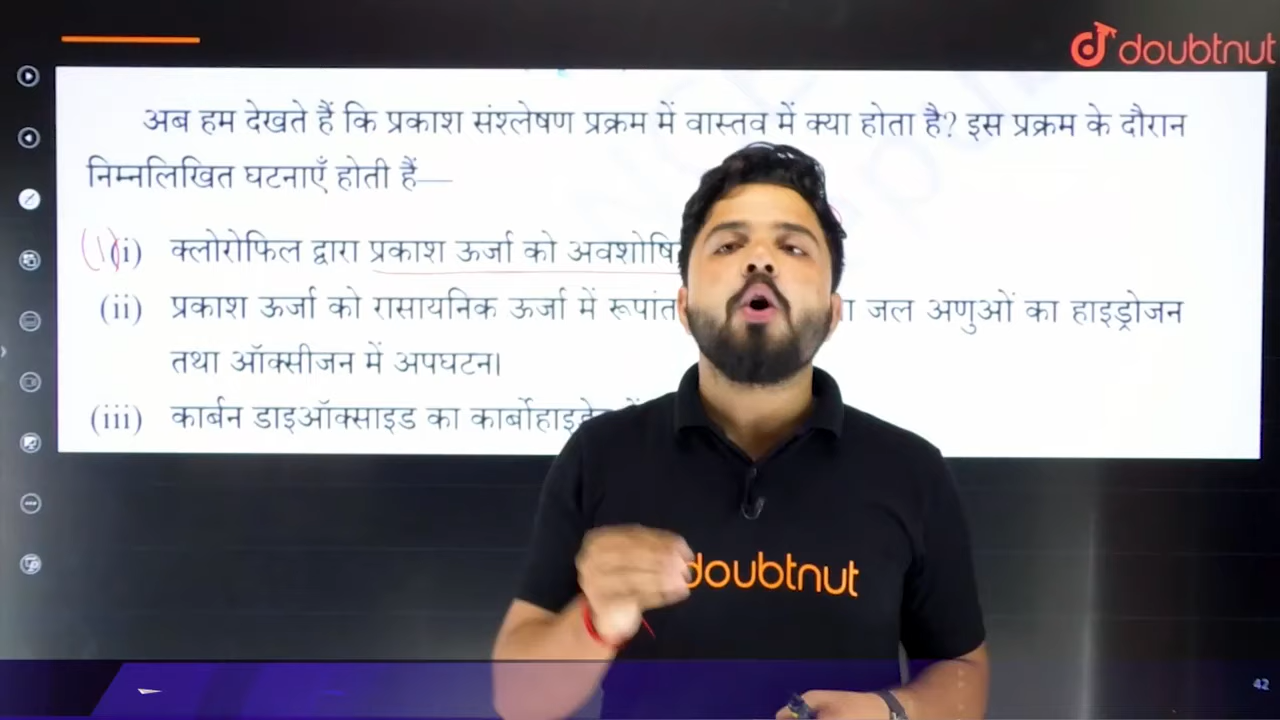 doubtnut
अब हम देखते हैं कि प्रकाश संश्लेषण प्रक्रम में वास्तव में क्या होता है? इस प्रक्रम के दौरान
निम्नलिखित घटनाएँ होती हैं—
(1) (i) क्लोरोफिल द्वारा प्रकाश ऊर्जा को
(ii) प्रकाश ऊर्जा को रासायनिक ऊर्जा में जल अणुओं का हाइड्रोजन
तथा ऑक्सीजन में अपघटन।
(iii) कार्बन डाइऑक्साइड का
doubtnut
42